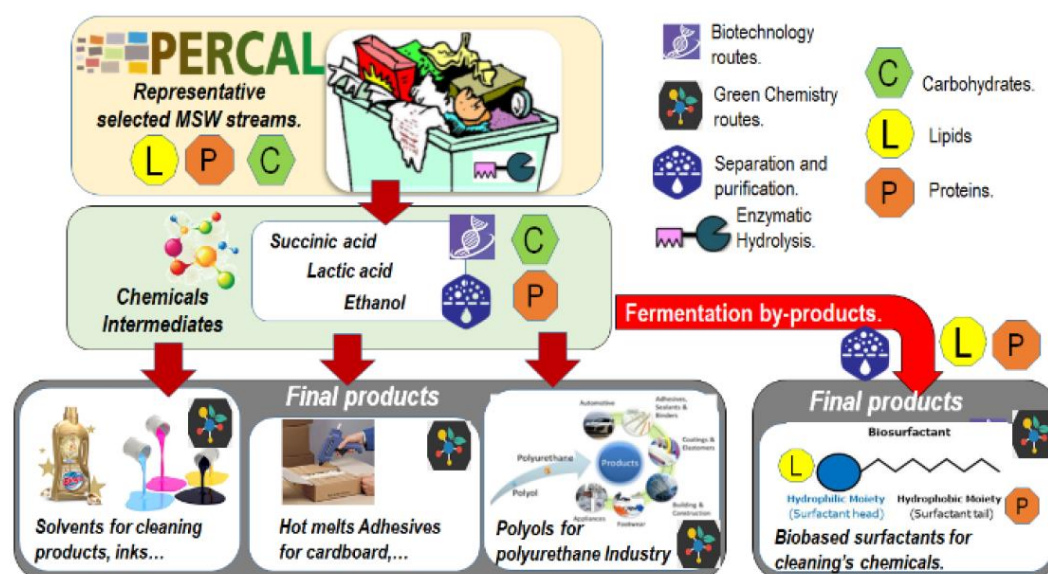 PERCAL
Representative
selected MSW streams.
L P C
Biotechnology
routes.
Green Chemistry
routes.
Separation and
purification.
Enzymatic
Hydrolysis.
C Carbohydrates.
L Lipids
P Proteins.
Chemicals
Intermediates
Succinic acid
Lactic acid
Ethanol
C
P
Fermentation by-products.
L P
Final products
Solvents for cleaning
products, inks...
Hot melts Adhesives
for cardboard,...
Polyurethane
Polyol
Products
Automotive
Adhesives,
Sealants &
Binders
Coatings &
Elastomers
Building &
Construction
Footwear
Appliances
Polyols for
polyurethane Industry
Final products
Biosurfactant
L
Hydrophilic Moiety
(Surfactant head)
Hydrophobic Moiety
(Surfactant tail)
P
Biobased surfactants for
cleaning's chemicals.